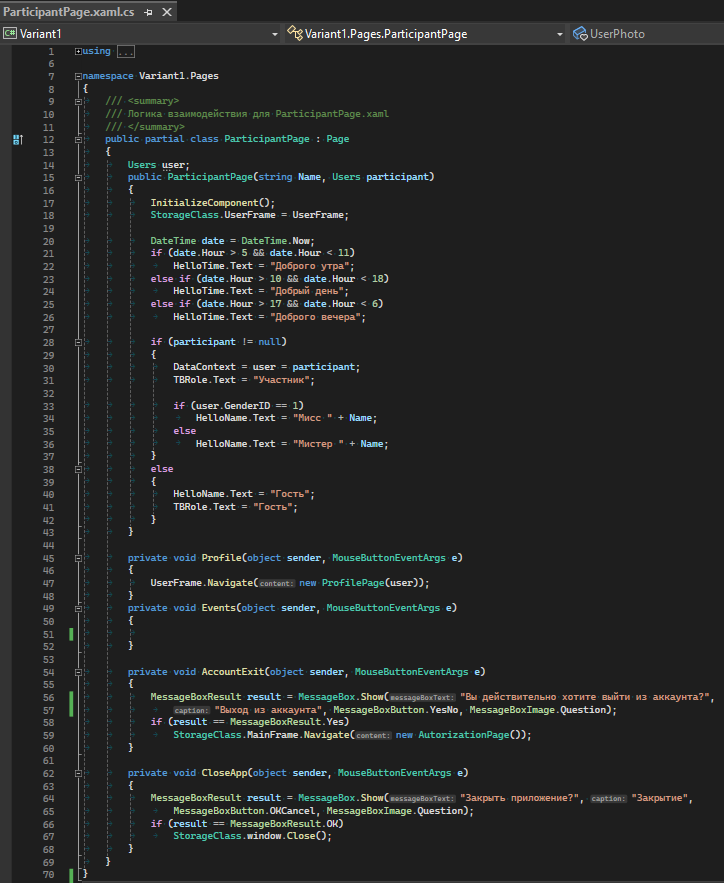 ParticipantPage.xaml.cs
C# Variant1 Variant1.Pages.ParticipantPage UserPhoto
1 using ...
6
7 namespace Variant1.Pages
8 {
9 /// <summary>
10 /// Логика взаимодействия для ParticipantPage.xaml
11 /// </summary>
12 public partial class ParticipantPage : Page
13 {
14 Users user;
15 public ParticipantPage(string Name, Users participant)
16 {
17 InitializeComponent();
18 StorageClass.UserFrame = UserFrame;
19
20 DateTime date = DateTime.Now;
21 if (date.Hour > 5 && date.Hour < 11)
22 HelloTime.Text = "Доброго утра";
23 else if (date.Hour > 10 && date.Hour < 18)
24 HelloTime.Text = "Добрый день";
25 else if (date.Hour > 17 && date.Hour < 6)
26 HelloTime.Text = "Доброго вечера";
27
28 if (participant != null)
29 {
30 DataContext = user = participant;
31 TBRole.Text = "Участник";
32
33 if (user.GenderID == 1)
34 HelloName.Text = "Мисс " + Name;
35 else
36 HelloName.Text = "Мистер " + Name;
37 }
38 else
39 {
40 HelloName.Text = "Гость";
41 TBRole.Text = "Гость";
42 }
43 }
44
45 private void Profile(object sender, MouseButtonEventArgs e)
46 {
47 UserFrame.Navigate(content: new ProfilePage(user));
48 }
49 private void Events(object sender, MouseButtonEventArgs e)
50 {
51
52 }
53
54 private void AccountExit(object sender, MouseButtonEventArgs e)
55 {
56 MessageBoxResult result = MessageBox.Show(messageBoxText: "Вы действительно хотите выйти из аккаунта?",
57 caption: "Выход из аккаунта", MessageBoxButton.YesNo, MessageBoxImage.Question);
58 if (result == MessageBoxResult.Yes)
59 StorageClass.MainFrame.Navigate(content: new AutorizationPage());
60 }
61
62 private void CloseApp(object sender, MouseButtonEventArgs e)
63 {
64 MessageBoxResult result = MessageBox.Show(messageBoxText: "Закрыть приложение?", caption: "Закрытие",
65 MessageBoxButton.OKCancel, MessageBoxImage.Question);
66 if (result == MessageBoxResult.OK)
67 StorageClass.window.Close();
68 }
69 }
70 }